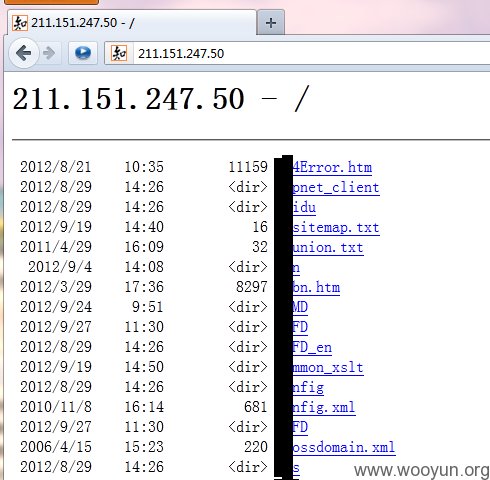 211.151.247.50 - /
211.151.247.50
211.151.247.50 - /
2012/8/21 10:35 11159 4Error.htm
2012/8/29 14:26 <dir> pnet_client
2012/8/29 14:26 <dir> idu
2012/9/19 14:40 16 sitemap.txt
2011/4/29 16:09 32 union.txt
2012/9/4 14:08 <dir> n
2012/3/29 17:36 8297 bn.htm
2012/9/24 9:51 <dir> MD
2012/9/27 11:30 <dir> FD
2012/8/29 14:26 <dir> FD_en
2012/9/19 14:50 <dir> mmon_xslt
2012/8/29 14:26 <dir> nfig
2010/11/8 16:14 681 nfig.xml
2012/9/27 11:30 <dir> FD
2006/4/15 15:23 220 ossdomain.xml
2012/8/29 14:26 <dir> s
www.wooyun.org